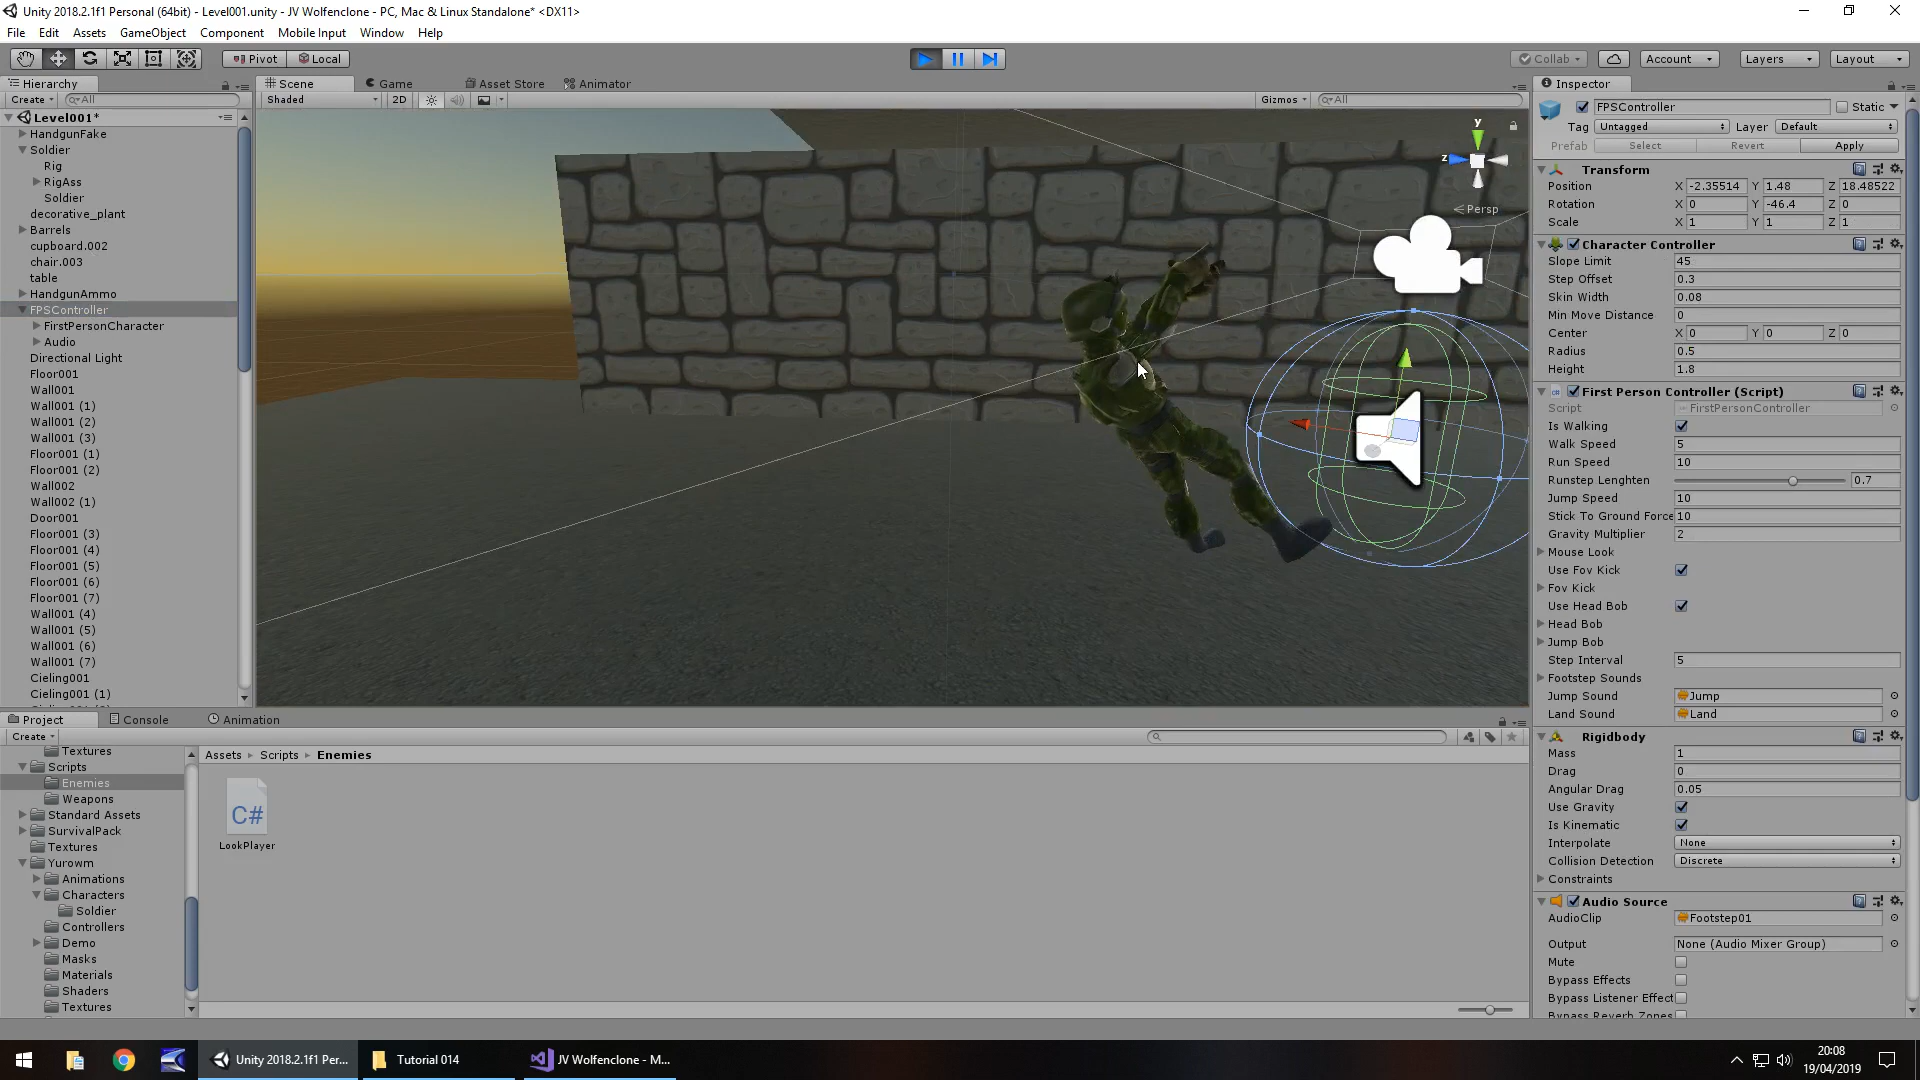 Unity 2018.2.1f1 Personal (64bit) - Level001.unity - JV Wolfenclone - PC, Mac & Linux Standalone* <DX11>
File Edit Assets GameObject Component Mobile Input Window Help
Pivot Local Collab Account Layers Layout
Hierarchy
Create All
Level001*
HandgunFake
Soldier
Rig
RigAss
Soldier
decorative_plant
Barrels
cupboard.002
chair.003
table
HandgunAmmo
FPSController
FirstPersonCharacter
Audio
Directional Light
Floor001
Wall001
Wall001 (1)
Wall001 (2)
Wall001 (3)
Floor001 (1)
Floor001 (2)
Wall002
Wall002 (1)
Door001
Floor001 (3)
Floor001 (4)
Floor001 (5)
Floor001 (6)
Floor001 (7)
Wall001 (4)
Wall001 (5)
Wall001 (6)
Wall001 (7)
Cieling001
Cieling001 (1)
Scene Game Asset Store Animator
Shaded 2D Gizmos All
y
z
Persp
Inspector
FPSController Static
Tag Untagged Layer Default
Prefab Select Revert Apply
Transform
Position X -2.35514 Y 1.48 Z 18.48522
Rotation X 0 Y -46.4 Z 0
Scale X 1 Y 1 Z 1
Character Controller
Slope Limit 45
Step Offset 0.3
Skin Width 0.08
Min Move Distance 0
Center X 0 Y 0 Z 0
Radius 0.5
Height 1.8
First Person Controller (Script)
Script FirstPersonController
Is Walking
Walk Speed 5
Run Speed 10
Runstep Lenghten 0.7
Jump Speed 10
Stick To Ground Force 10
Gravity Multiplier 2
Mouse Look
Use Fov Kick
Fov Kick
Use Head Bob
Head Bob
Jump Bob
Step Interval 5
Footstep Sounds
Jump Sound Jump
Land Sound Land
Rigidbody
Mass 1
Drag 0
Angular Drag 0.05
Use Gravity
Is Kinematic
Interpolate None
Collision Detection Discrete
Constraints
Audio Source
AudioClip Footstep01
Output None (Audio Mixer Group)
Mute
Bypass Effects
Bypass Listener Effect
Bypass Reverb Zones
Project Console Animation
Create
Textures
Scripts
Enemies
Weapons
Standard Assets
SurvivalPack
Textures
Yurowm
Animations
Characters
Soldier
Controllers
Demo
Masks
Materials
Shaders
Textures
Assets Scripts Enemies
C#
LookPlayer
Unity 2018.2.1f1 Per... Tutorial 014 JV Wolfenclone - M...
20:08
19/04/2019